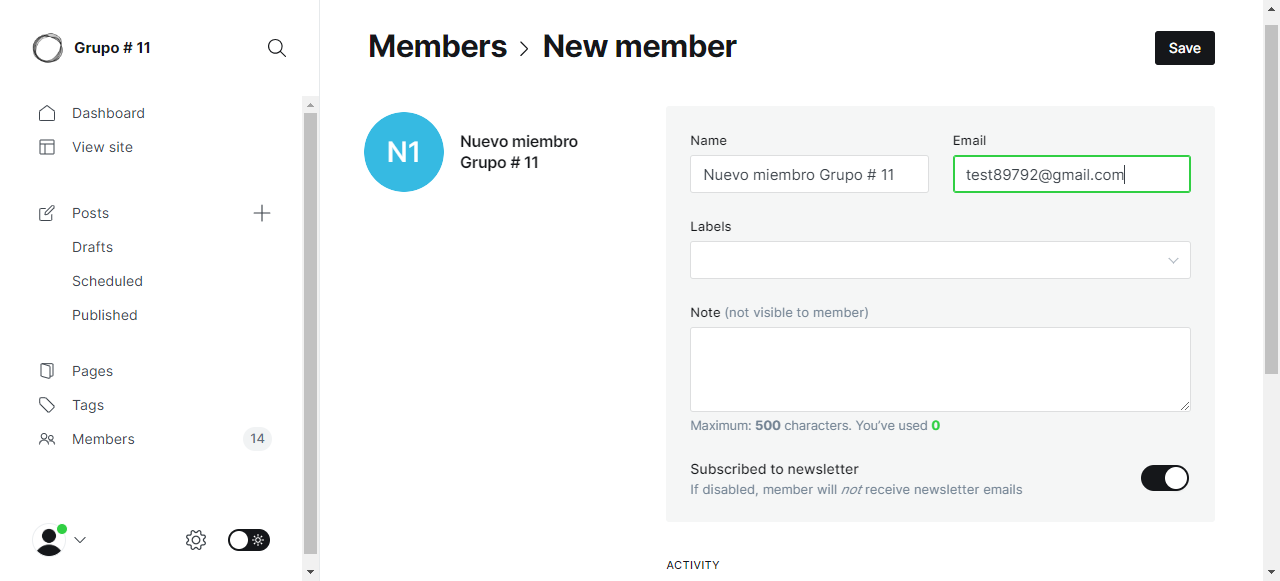 Grupo # 11
Dashboard
View site
Posts
Drafts
Scheduled
Published
Pages
Tags
Members 14
Members › New member
Save
N1
Nuevo miembro
Grupo # 11
Name
Nuevo miembro Grupo # 11
Email
test89792@gmail.com
Labels
Note (not visible to member)
Maximum: 500 characters. You've used 0
Subscribed to newsletter
If disabled, member will not receive newsletter emails
ACTIVITY